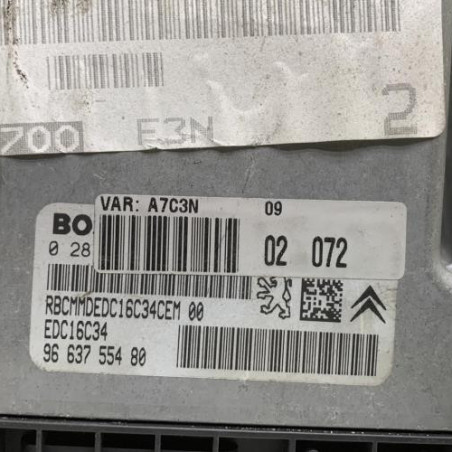 700 E3N 2
VAR: A7C3N 09
02 072
BO
0 28
RBCMMDEDC16C34CEM 00
EDC16C34
96 637 554 80